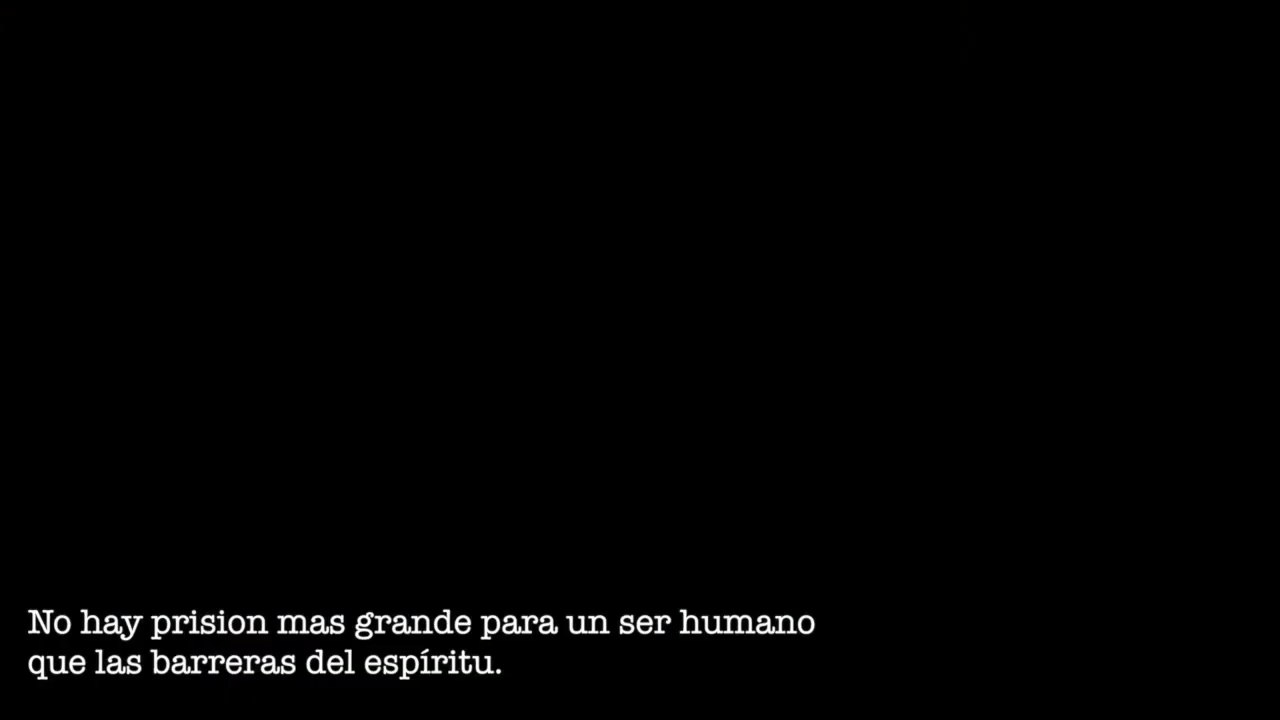 No hay prision mas grande para un ser humano
que las barreras del espíritu.